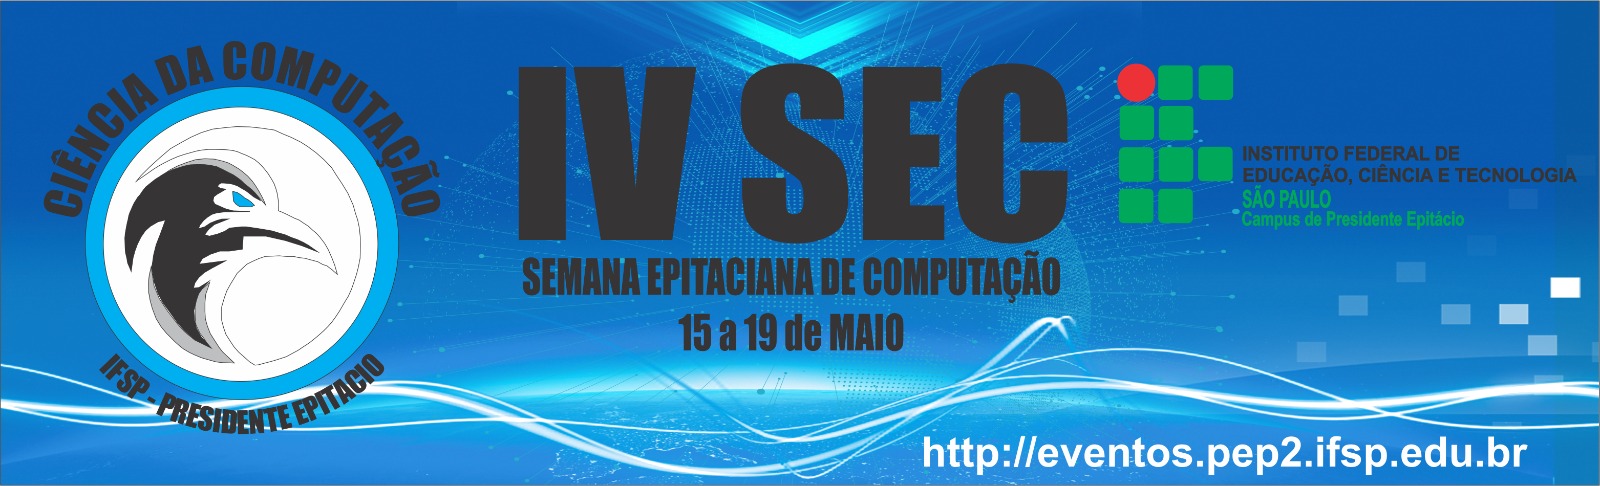 CIÊNCIA DA COMPUTAÇÃO
IFSP - PRESIDENTE EPITACIO
IV SEC
SEMANA EPITACIANA DE COMPUTAÇÃO
15 a 19 de MAIO
INSTITUTO FEDERAL DE
EDUCAÇÃO, CIÊNCIA E TECNOLOGIA
SÃO PAULO
Campus de Presidente Epitácio
http://eventos.pep2.ifsp.edu.br